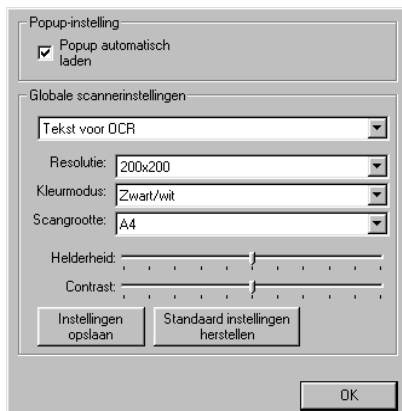 Popup-instelling
Popup automatisch
laden
Globale scannerinstellingen
Tekst voor OCR
Resolutie: 200x200
Kleurmodus: Zwart/wit
Scangrootte: A4
Helderheid:
Contrast:
Instellingen
opslaan
Standaard instellingen
herstellen
OK